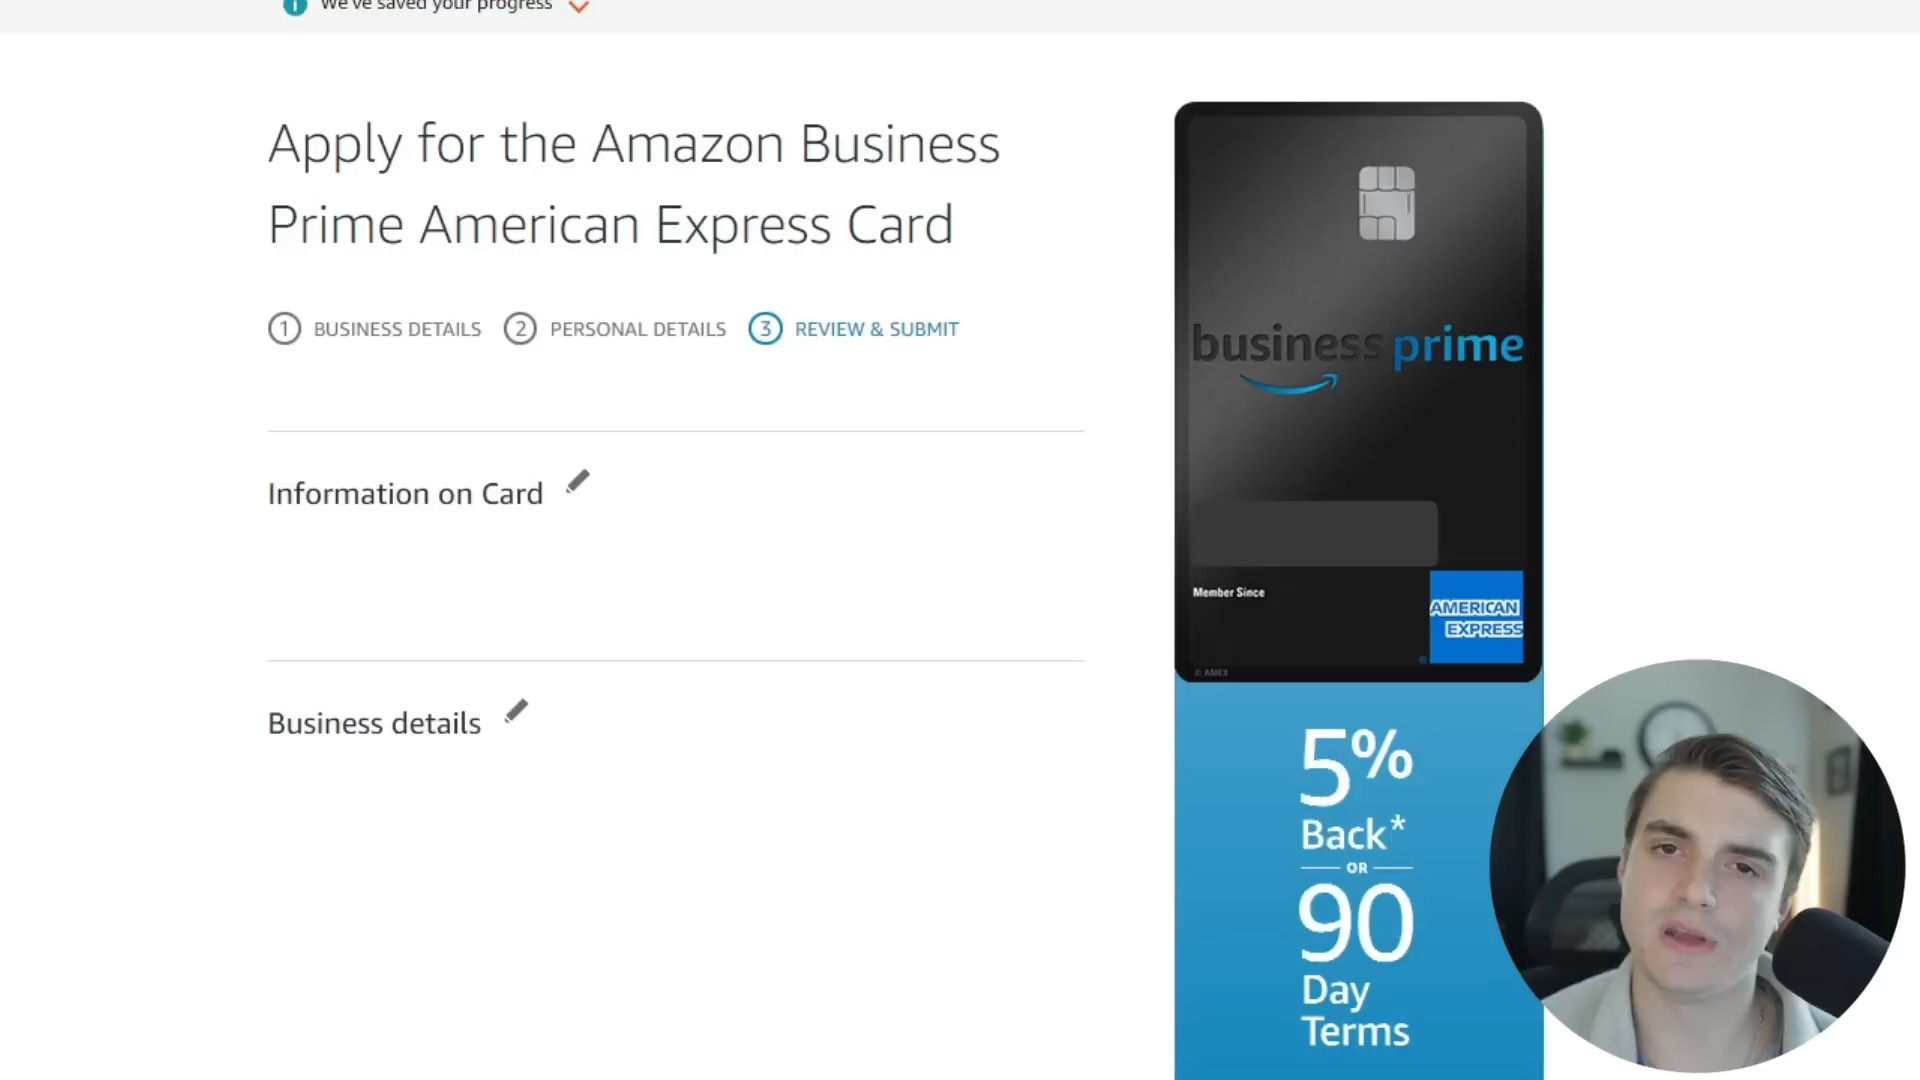 We've saved your progress
Apply for the Amazon Business
Prime American Express Card
1 BUSINESS DETAILS 2 PERSONAL DETAILS 3 REVIEW & SUBMIT
Information on Card
Business details
business prime
Member Since
AMERICAN
EXPRESS
® AMEX
5%
Back*
OR
90
Day
Terms